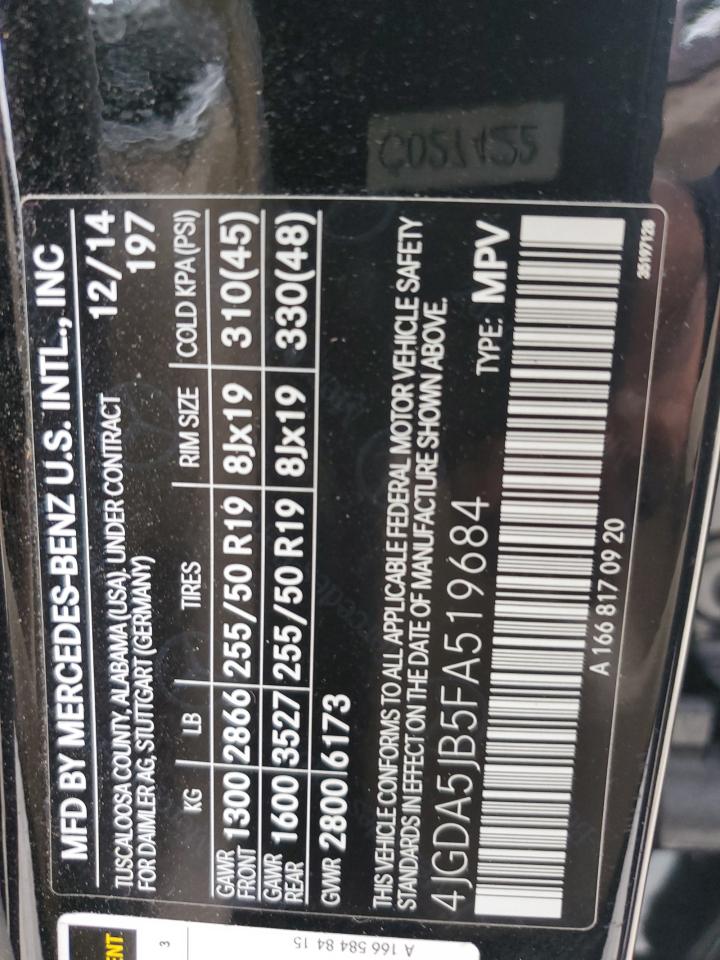 MFD BY MERCEDES-BENZ U.S. INTL., INC
TUSCALOOSA COUNTY, ALABAMA (USA), UNDER CONTRACT 12/14
FOR DAIMLER AG, STUTTGART (GERMANY) 197
KG LB TIRES RIM SIZE COLD KPA (PSI)
GAWR FRONT 1300 2866 255/50 R19 8Jx19 310(45)
GAWR REAR 1600 3527 255/50 R19 8Jx19 330(48)
GVWR 2800 6173
THIS VEHICLE CONFORMS TO ALL APPLICABLE FEDERAL MOTOR VEHICLE SAFETY
STANDARDS IN EFFECT ON THE DATE OF MANUFACTURE SHOWN ABOVE.
4JGDA5JB5FA519684 TYPE: MPV
A 166 817 09 20
35197128
A 166 584 84 15
3